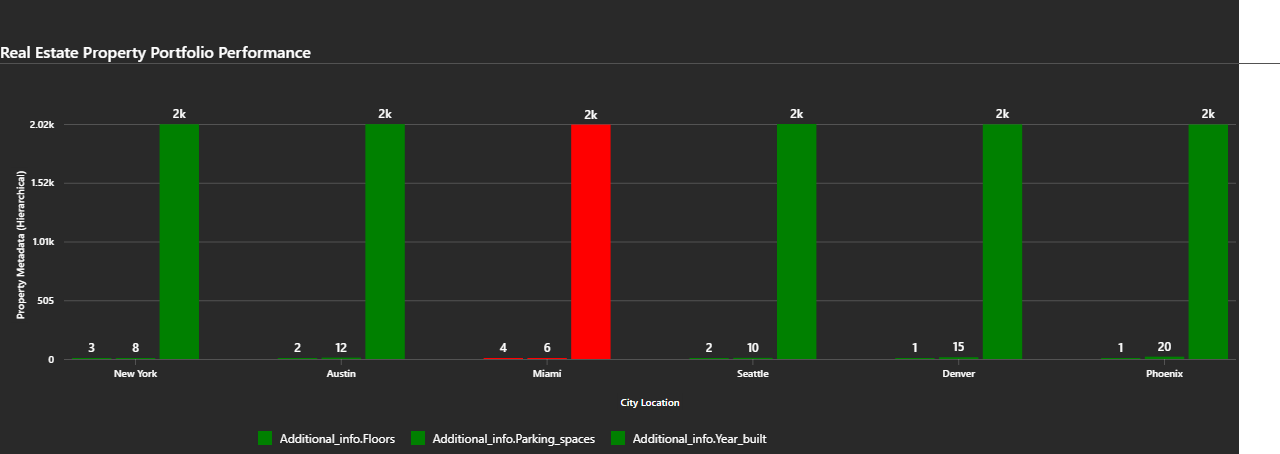 Real Estate Property Portfolio Performance
2k 2k 2k 2k 2k 2k
2.02k
1.52k
1.01k
505
0
Property Metadata (Hierarchical)
3 8 2 12 4 6 2 10 1 15 1 20
New York Austin Miami Seattle Denver Phoenix
City Location
Additional_info.Floors Additional_info.Parking_spaces Additional_info.Year_built